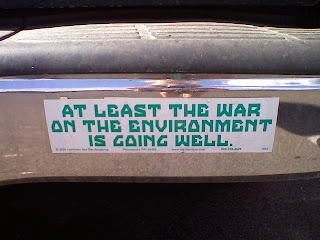 AT LEAST THE WAR
ON THE ENVIRONMENT
IS GOING WELL.